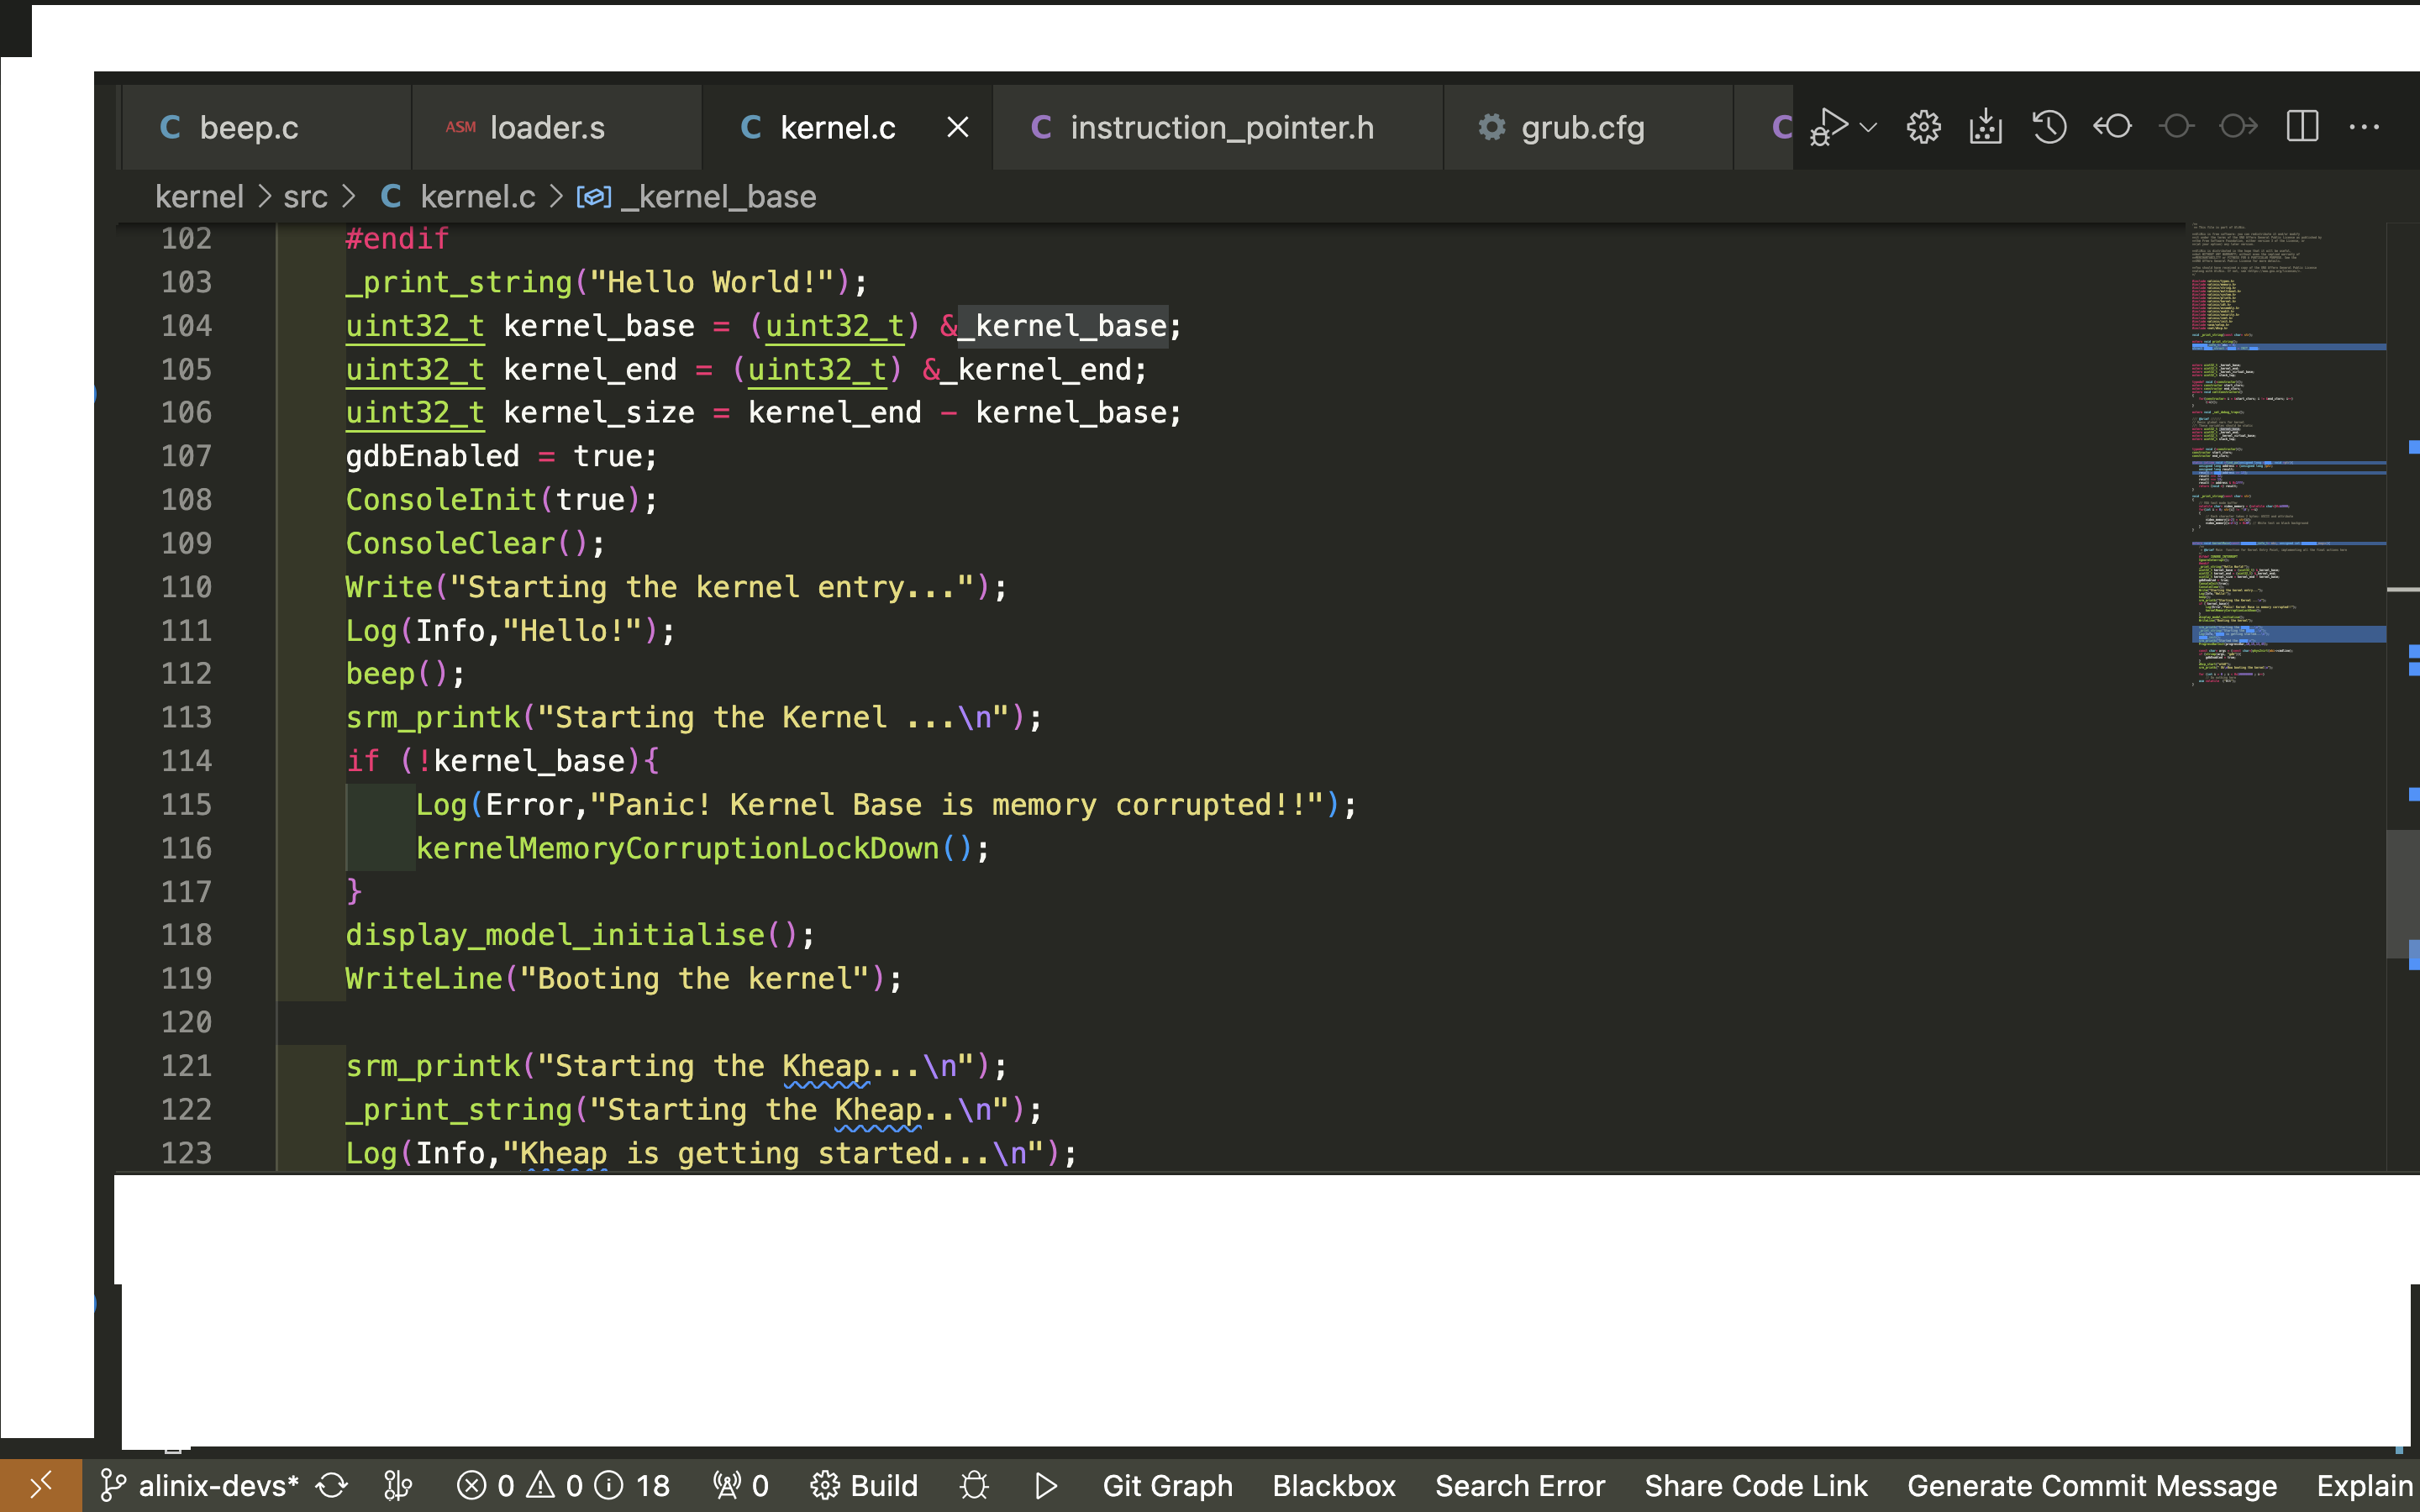 beep.c
ASM loader.s
C kernel.c
C instruction_pointer.h
grub.cfg
C
kernel > src > C kernel.c > _kernel_base
102 #endif
103 _print_string("Hello World!");
104 uint32_t kernel_base = (uint32_t) &_kernel_base;
105 uint32_t kernel_end = (uint32_t) &_kernel_end;
106 uint32_t kernel_size = kernel_end - kernel_base;
107 gdbEnabled = true;
108 ConsoleInit(true);
109 ConsoleClear();
110 Write("Starting the kernel entry...");
111 Log(Info,"Hello!");
112 beep();
113 srm_printk("Starting the Kernel ...\n");
114 if (!kernel_base){
115 Log(Error,"Panic! Kernel Base is memory corrupted!!");
116 kernelMemoryCorruptionLockDown();
117 }
118 display_model_initialise();
119 WriteLine("Booting the kernel");
120
121 srm_printk("Starting the Kheap...\n");
122 _print_string("Starting the Kheap..\n");
123 Log(Info,"Kheap is getting started...\n");
alinix-devs* 0 0 18 0 Build Git Graph Blackbox Search Error Share Code Link Generate Commit Message Explain